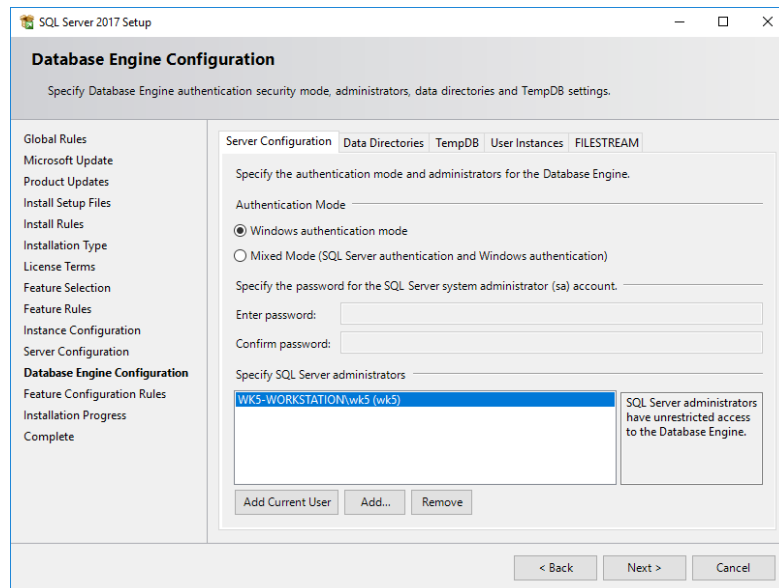 SQL Server 2017 Setup
Database Engine Configuration
Specify Database Engine authentication security mode, administrators, data directories and TempDB settings.
Global Rules
Microsoft Update
Product Updates
Install Setup Files
Install Rules
Installation Type
License Terms
Feature Selection
Feature Rules
Instance Configuration
Server Configuration
Database Engine Configuration
Feature Configuration Rules
Installation Progress
Complete
Server Configuration Data Directories TempDB User Instances FILESTREAM
Specify the authentication mode and administrators for the Database Engine.
Authentication Mode
Windows authentication mode
Mixed Mode (SQL Server authentication and Windows authentication)
Specify the password for the SQL Server system administrator (sa) account.
Enter password:
Confirm password:
Specify SQL Server administrators
WK5-WORKSTATION\wk5 (wk5)
SQL Server administrators
have unrestricted access
to the Database Engine.
Add Current User Add... Remove
< Back Next > Cancel